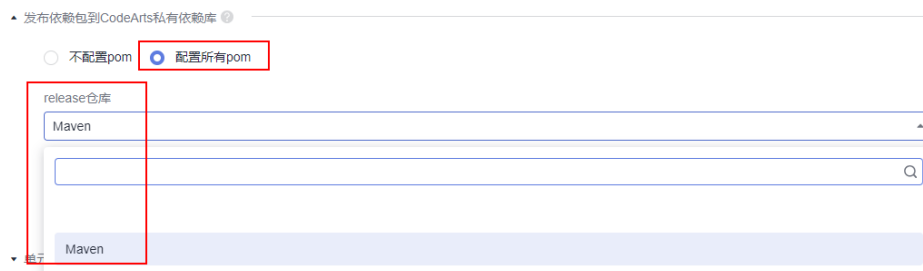 发布依赖包到CodeArts私有依赖库
不配置pom 配置所有pom
release仓库
Maven
Maven
单元